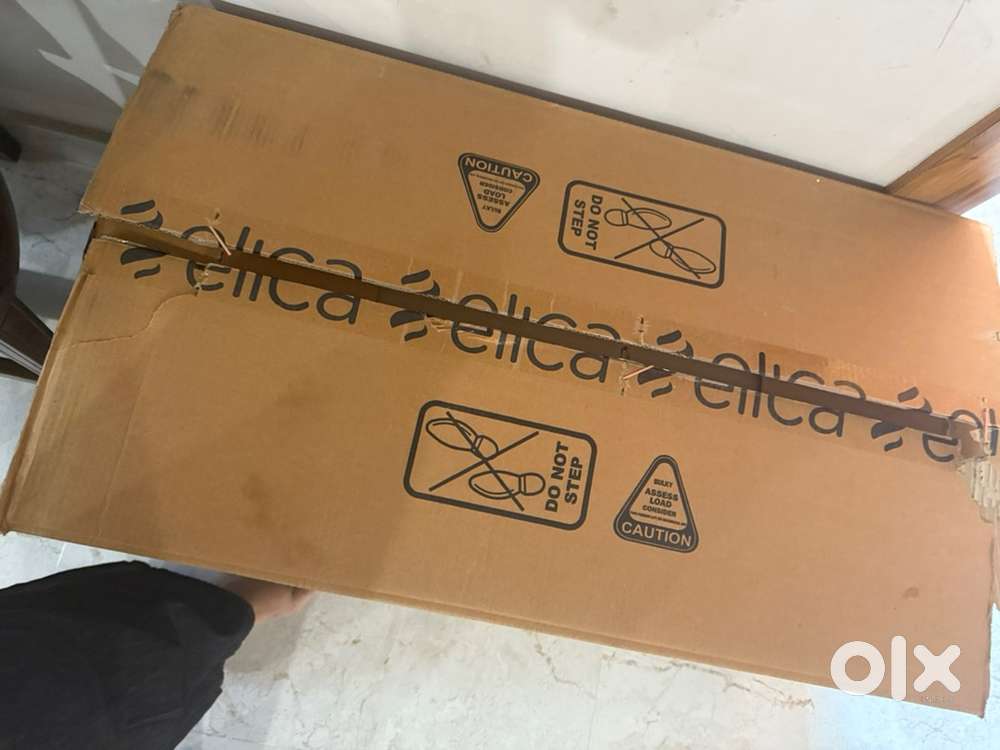 CAUTION
ASSESS
LOAD
CONSIDER
BULKY
DO NOT
STEP
elica elica elica el
DO NOT
STEP
BULKY
ASSESS
LOAD
CONSIDER
CAUTION
olx